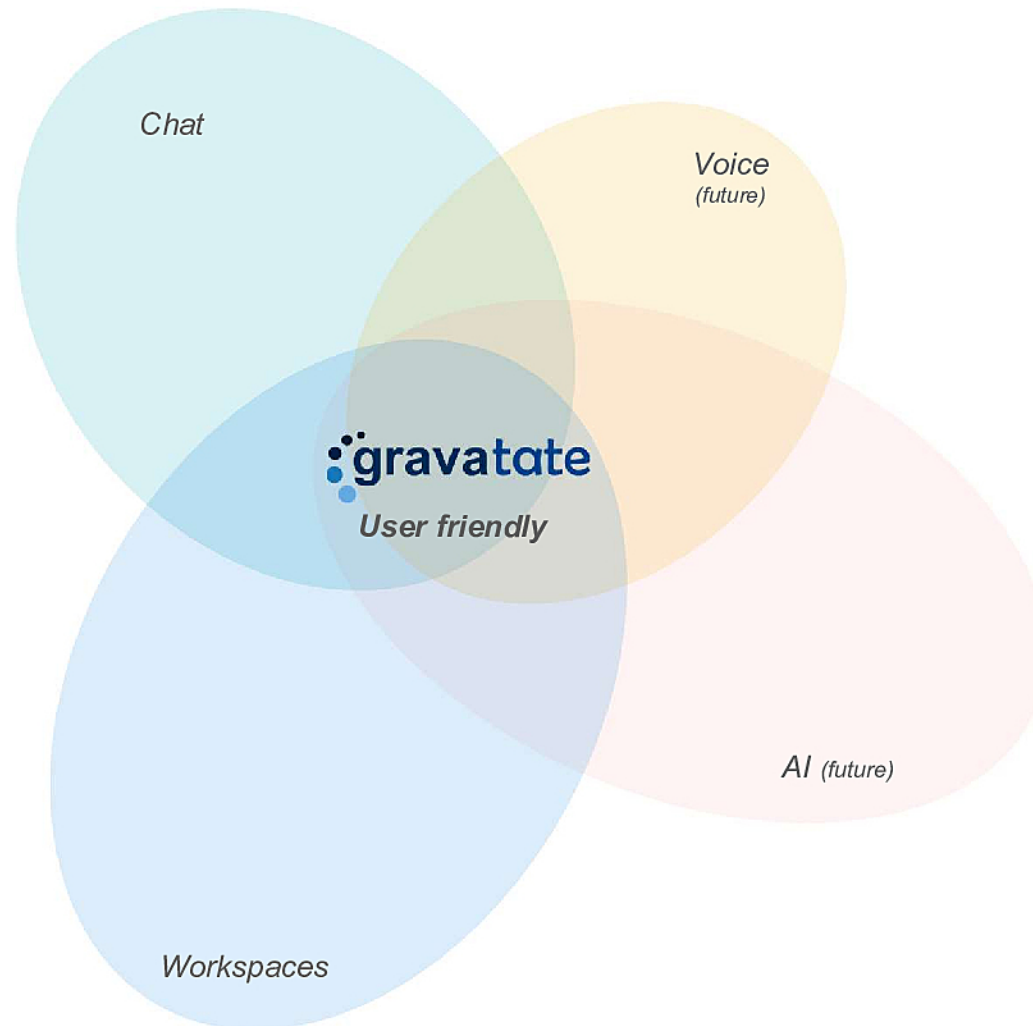 Chat
Voice
(future)
gravatate
User friendly
AI (future)
Workspaces